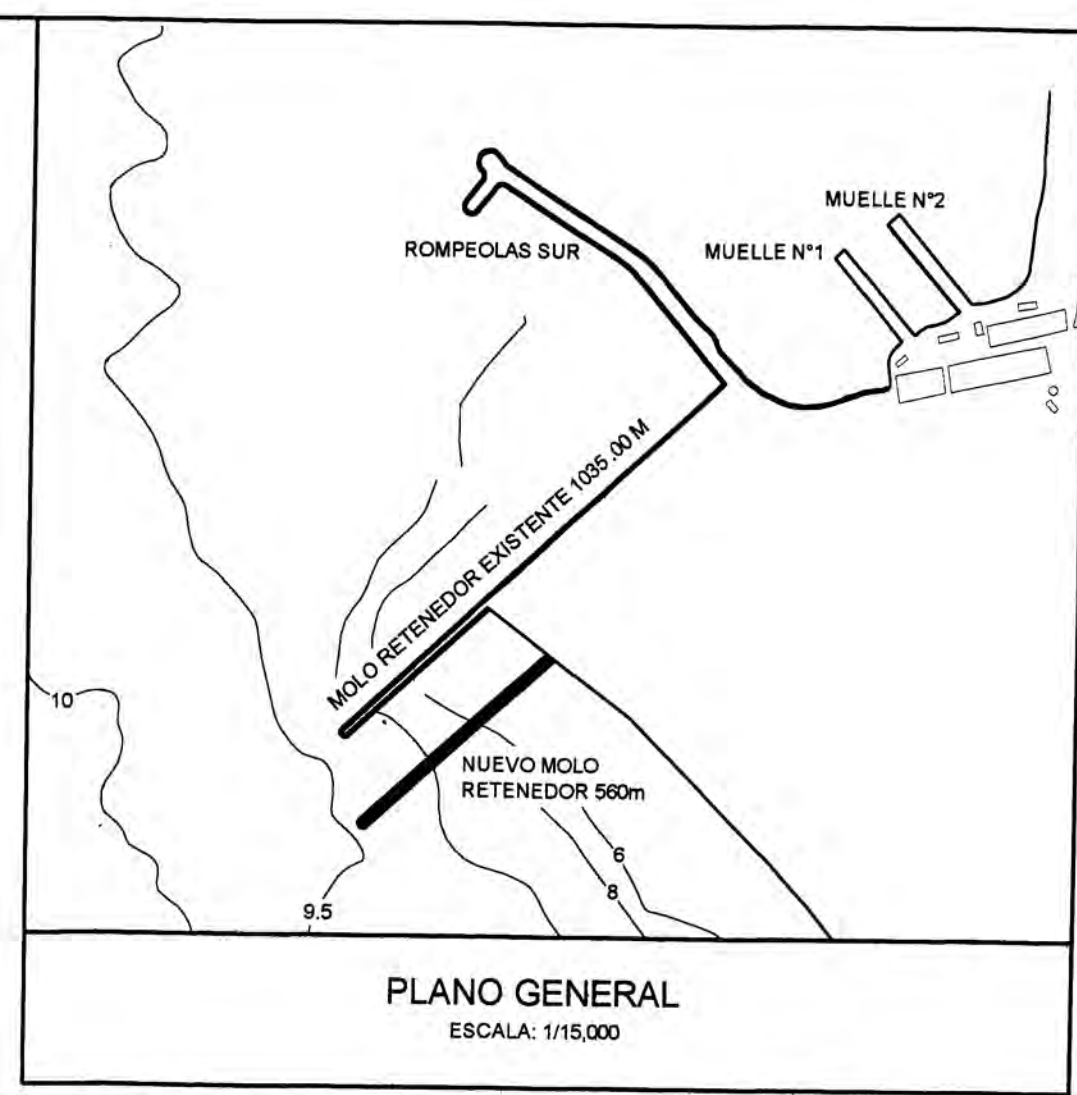 MUELLE N°2
ROMPEOLAS SUR
MUELLE N°1
MOLO RETENEDOR EXISTENTE 1035.00 M
10
NUEVO MOLO
RETENEDOR 560m
6
8
9.5
PLANO GENERAL
ESCALA: 1/15,000